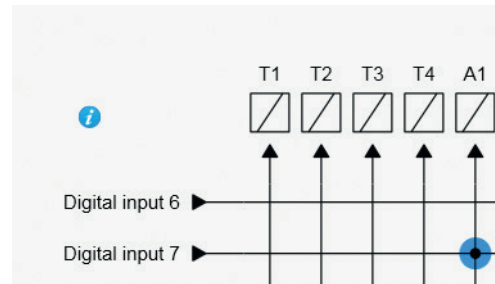 T1 T2 T3 T4 A1
i
Digital input 6
Digital input 7